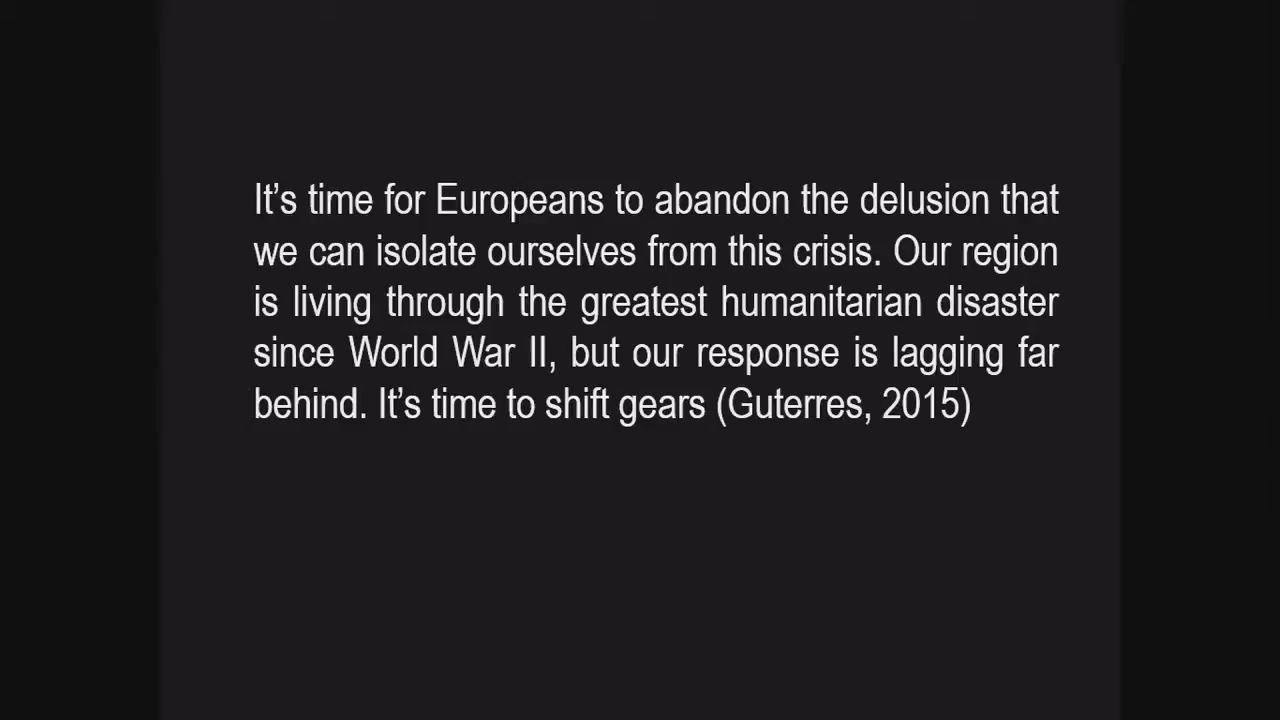 It’s time for Europeans to abandon the delusion that
we can isolate ourselves from this crisis. Our region
is living through the greatest humanitarian disaster
since World War II, but our response is lagging far
behind. It’s time to shift gears (Guterres, 2015)